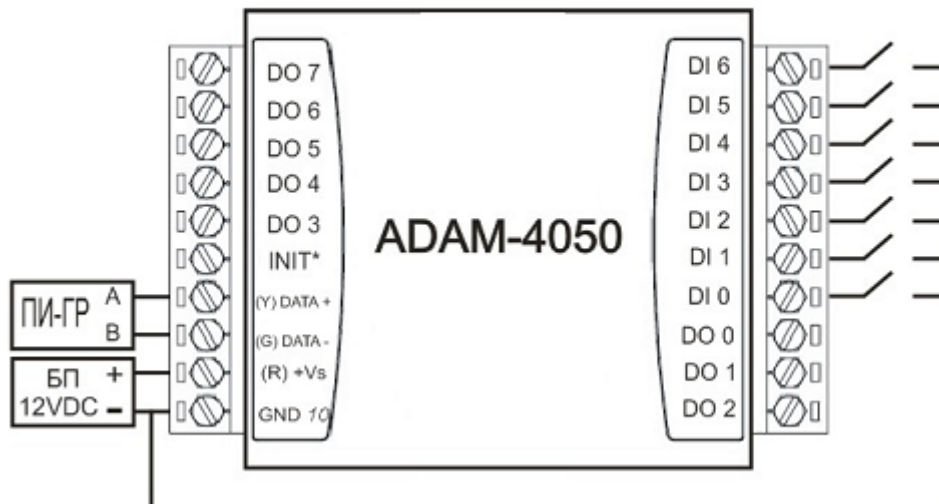 DO 7
DO 6
DO 5
DO 4
DO 3
INIT*
(Y) DATA +
(G) DATA -
(R) +Vs
GND 10
ADAM-4050
DI 6
DI 5
DI 4
DI 3
DI 2
DI 1
DI 0
DO 0
DO 1
DO 2
ПИ-ГР
A
B
БП +
12VDC -